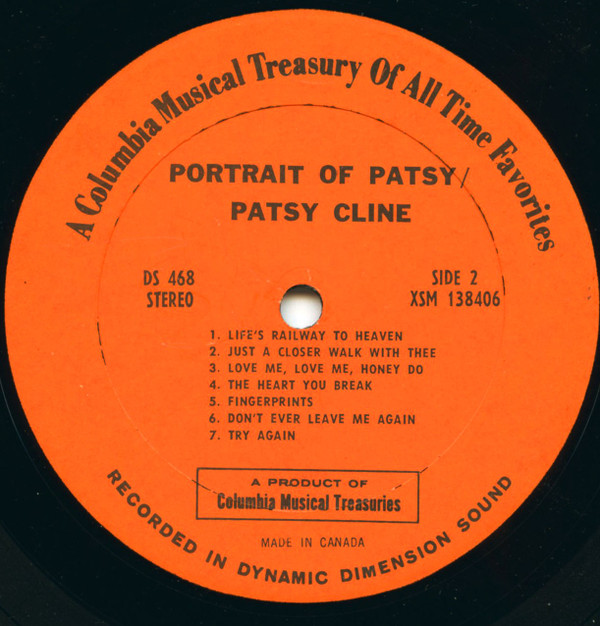 A Columbia Musical Treasury Of All Time Favorites
PORTRAIT OF PATSY/
PATSY CLINE
DS 468
STEREO
SIDE 2
XSM 138406
1. LIFE'S RAILWAY TO HEAVEN
2. JUST A CLOSER WALK WITH THEE
3. LOVE ME, LOVE ME, HONEY DO
4. THE HEART YOU BREAK
5. FINGERPRINTS
6. DON'T EVER LEAVE ME AGAIN
7. TRY AGAIN
A PRODUCT OF
Columbia Musical Treasuries
MADE IN CANADA
RECORDED IN DYNAMIC DIMENSION SOUND